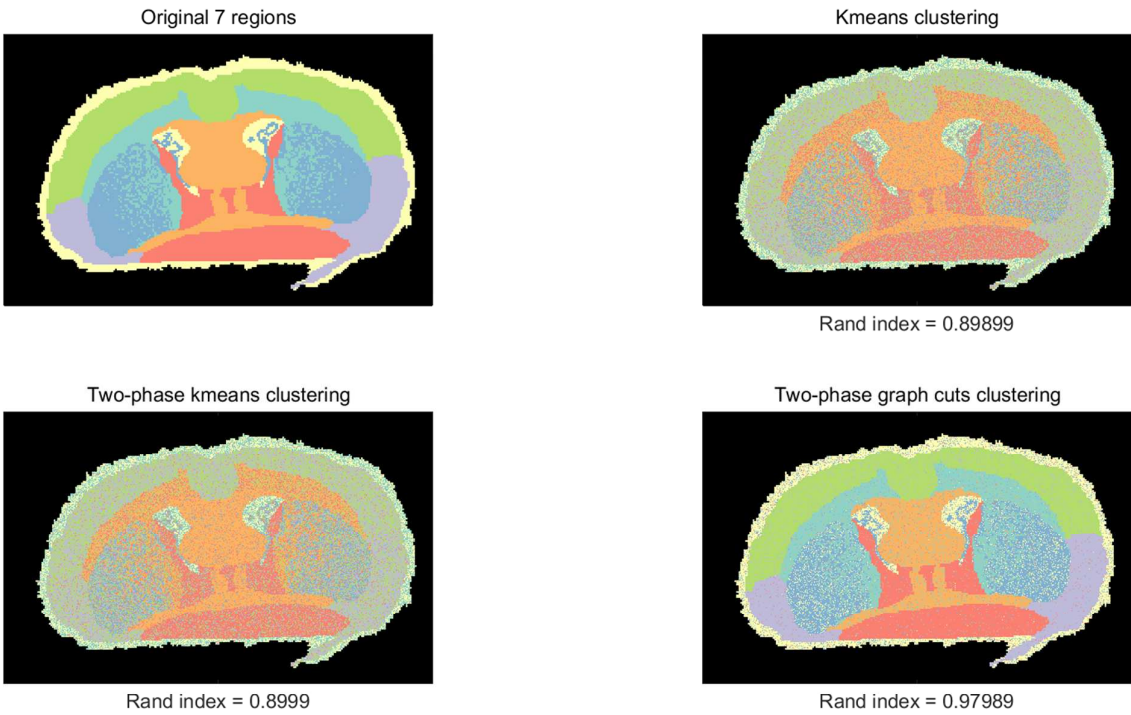 Original 7 regions
Kmeans clustering
Rand index = 0.89899
Two-phase kmeans clustering
Two-phase graph cuts clustering
Rand index = 0.8999
Rand index = 0.97989